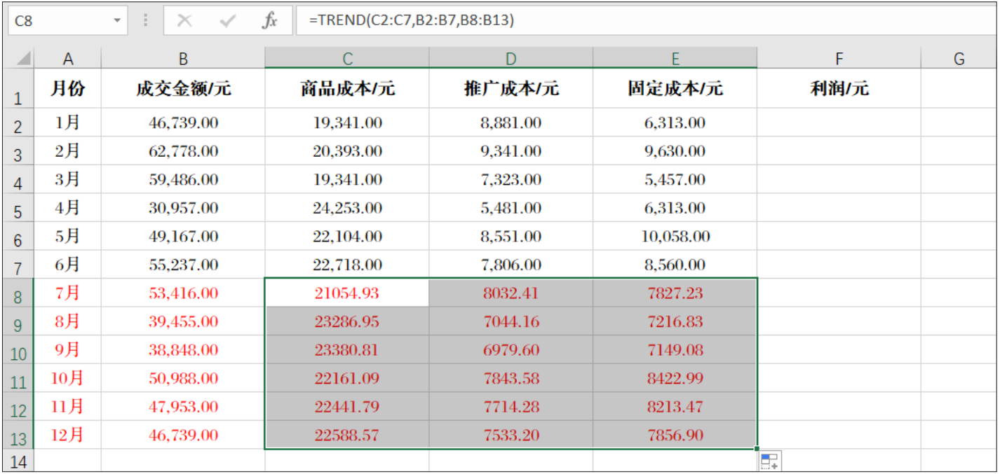 C8 fx =TREND(C2:C7,B2:B7,B8:B13)
A B C D E F G
1 月份 成交金额/元 商品成本/元 推广成本/元 固定成本/元 利润/元
2 1月 46,739.00 19,341.00 8,881.00 6,313.00
3 2月 62,778.00 20,393.00 9,341.00 9,630.00
4 3月 59,486.00 19,341.00 7,323.00 5,457.00
5 4月 30,957.00 24,253.00 5,481.00 6,313.00
6 5月 49,167.00 22,104.00 8,551.00 10,058.00
7 6月 55,237.00 22,718.00 7,806.00 8,560.00
8 7月 53,416.00 21054.93 8032.41 7827.23
9 8月 39,455.00 23286.95 7044.16 7216.83
10 9月 38,848.00 23380.81 6979.60 7149.08
11 10月 50,988.00 22161.09 7843.58 8422.99
12 11月 47,953.00 22441.79 7714.28 8213.47
13 12月 46,739.00 22588.57 7533.20 7856.90
14